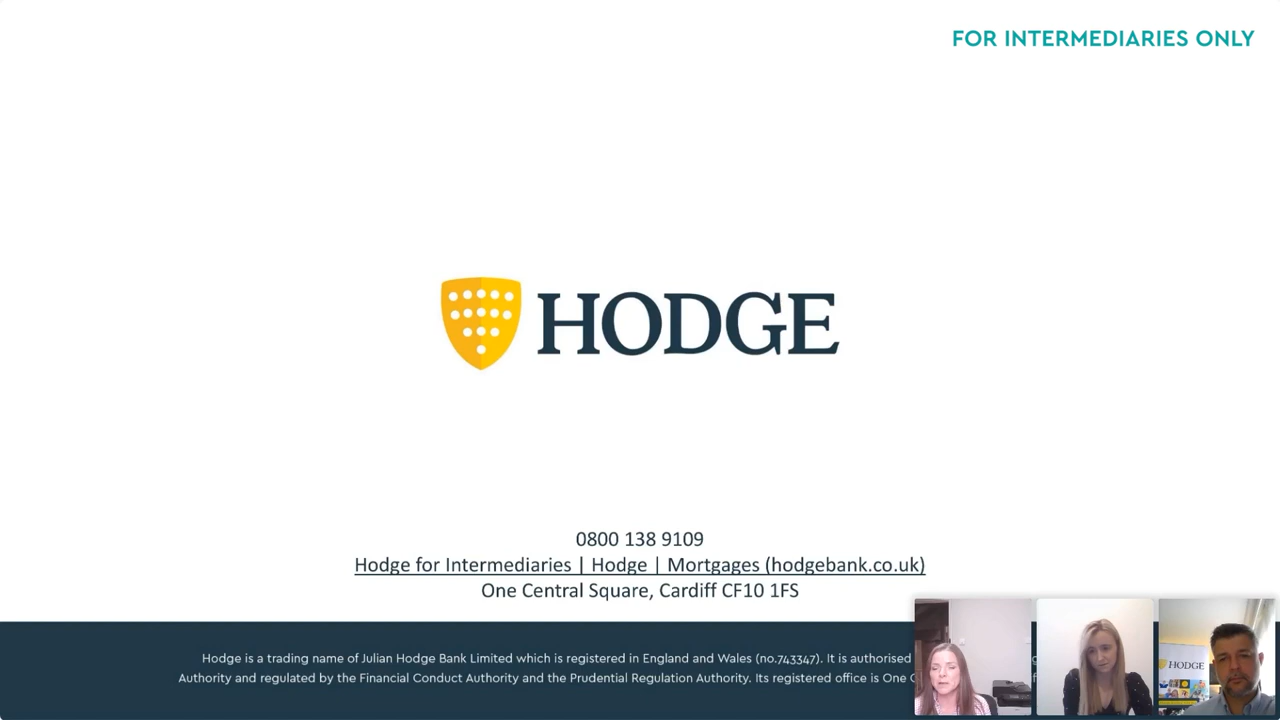 FOR INTERMEDIARIES ONLY
HODGE
0800 138 9109
Hodge for Intermediaries | Hodge | Mortgages (hodgebank.co.uk)
One Central Square, Cardiff CF10 1FS
Hodge is a trading name of Julian Hodge Bank Limited which is registered in England and Wales (no.743347). It is authorised
Authority and regulated by the Financial Conduct Authority and the Prudential Regulation Authority. Its registered office is One
HODGE